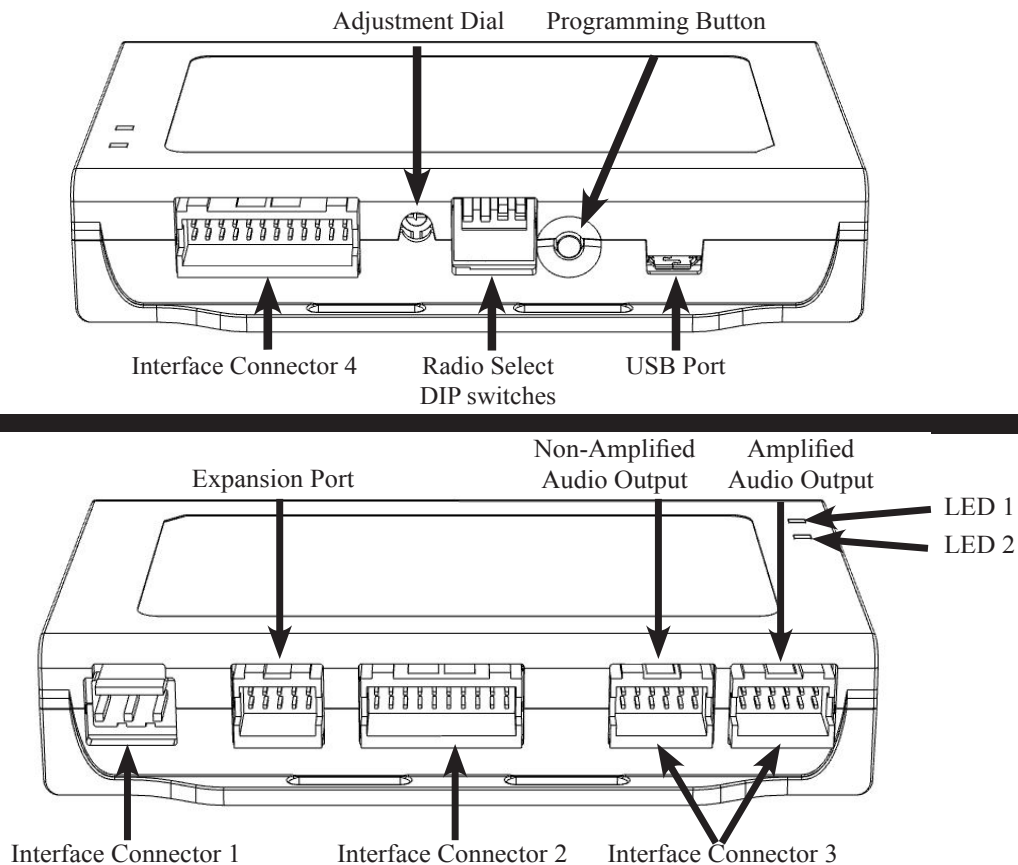 Adjustment Dial
Programming Button
Interface Connector 4
Radio Select
DIP switches
USB Port
Expansion Port
Non-Amplified
Audio Output
Amplified
Audio Output
LED 1
LED 2
Interface Connector 1
Interface Connector 2
Interface Connector 3